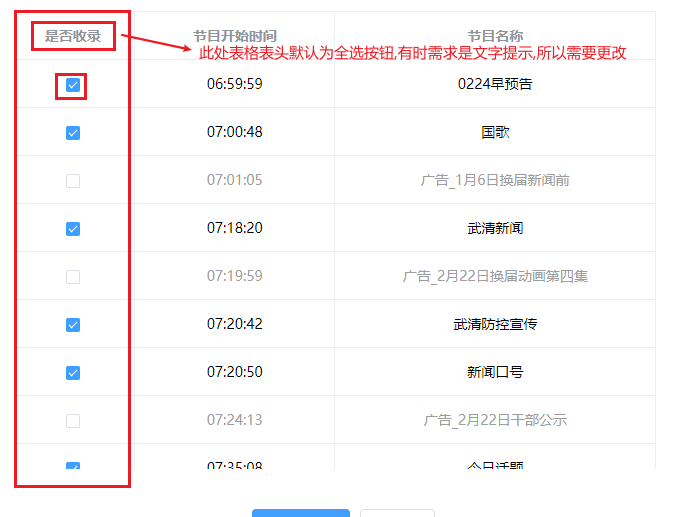 是否收录 节目开始时间 节目名称
此处表格表头默认为全选按钮,有时需求是文字提示,所以需要更改
06:59:59 0224早预告
07:00:48 国歌
07:01:05 广告_1月6日换届新闻前
07:18:20 武清新闻
07:19:59 广告_2月22日换届动画第四集
07:20:42 武清防控宣传
07:20:50 新闻口号
07:24:13 广告_2月22日干部公示
07:35:08 今日话题